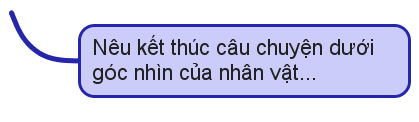 Nêu kết thúc câu chuyện dưới
góc nhìn của nhân vật...